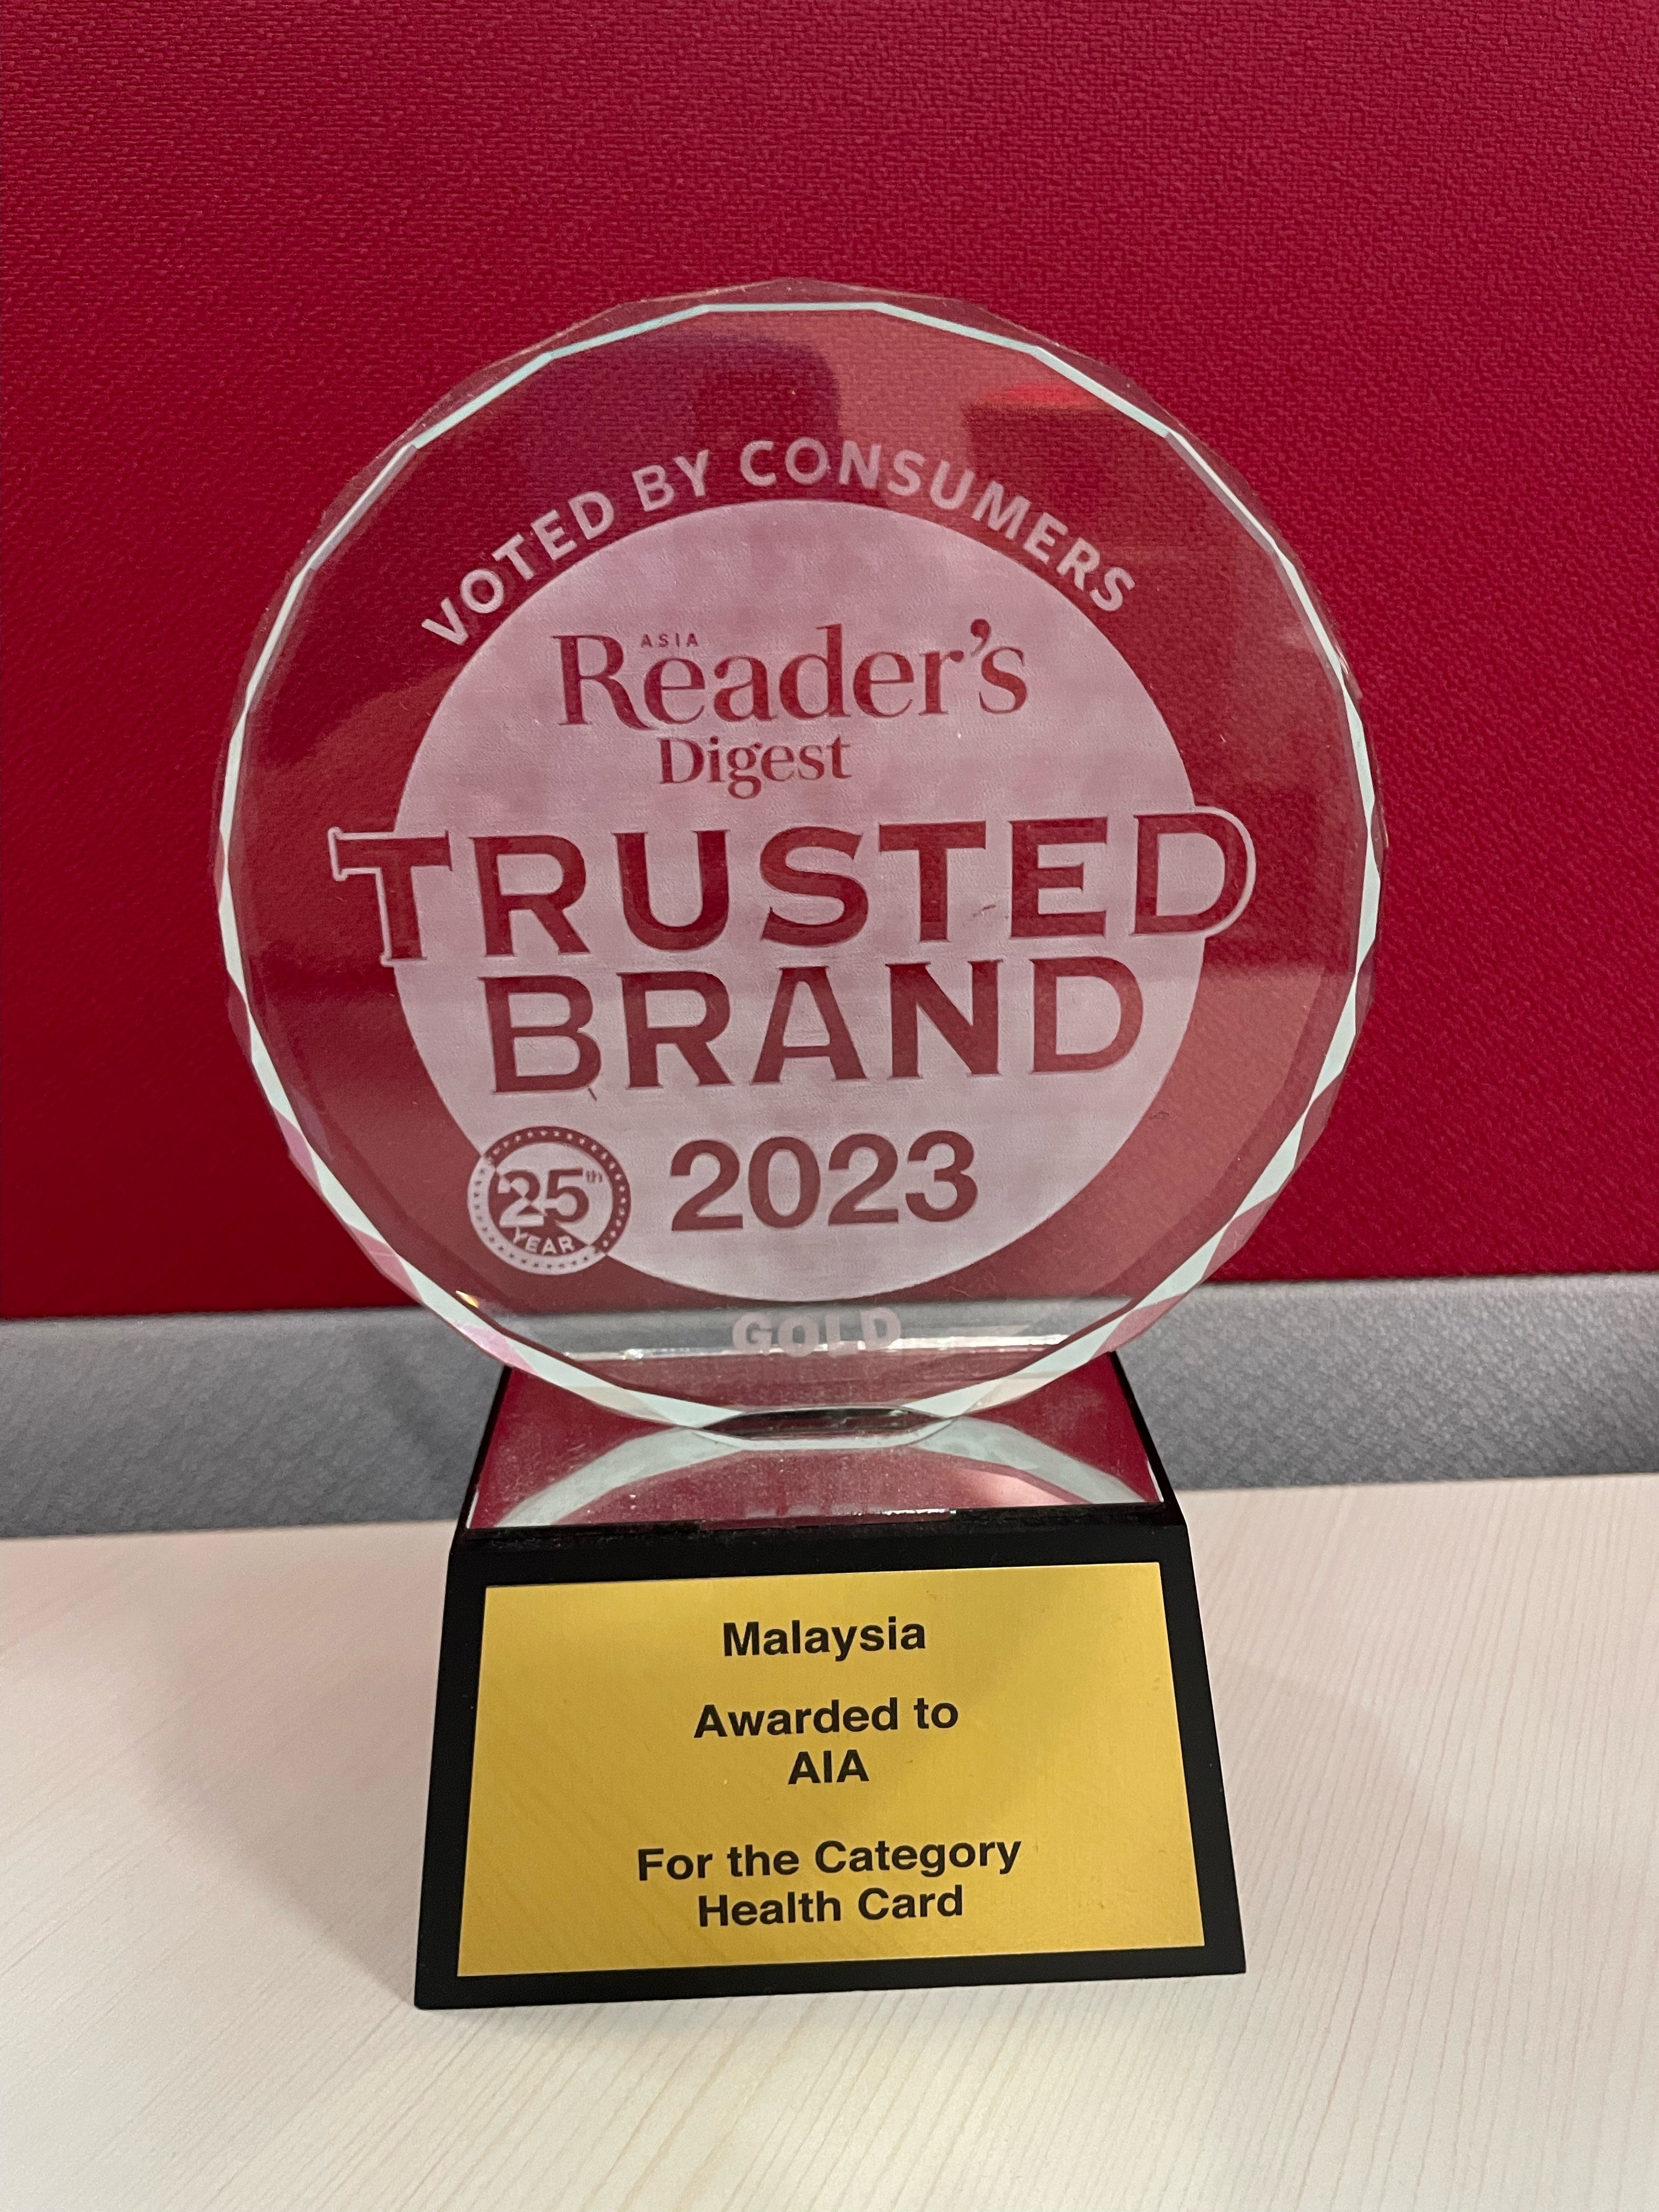 VOTED BY CONSUMERS
ASIA
Reader's
Digest
TRUSTED
BRAND
25th
YEAR
2023
GOLD
Malaysia
Awarded to
AIA
For the Category
Health Card